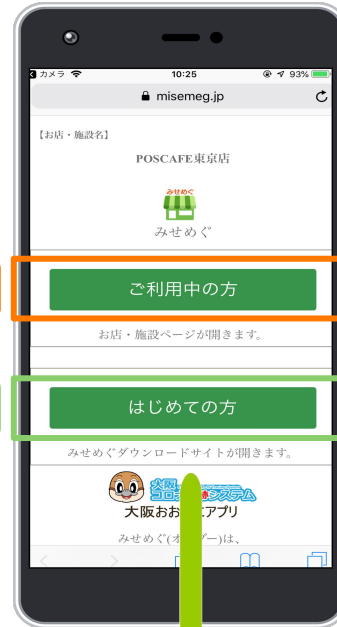 カメラ 10:25 93%
misemeg.jp
【お店・施設名】
POSCAFE東京店
みせめぐ
みせめぐ
ご利用中の方
お店・施設ページが開きます。
はじめての方
みせめぐダウンロードサイトが開きます。
大阪
コロ
システム
大阪おお
アプリ
みせめぐ(オ
ー)は、